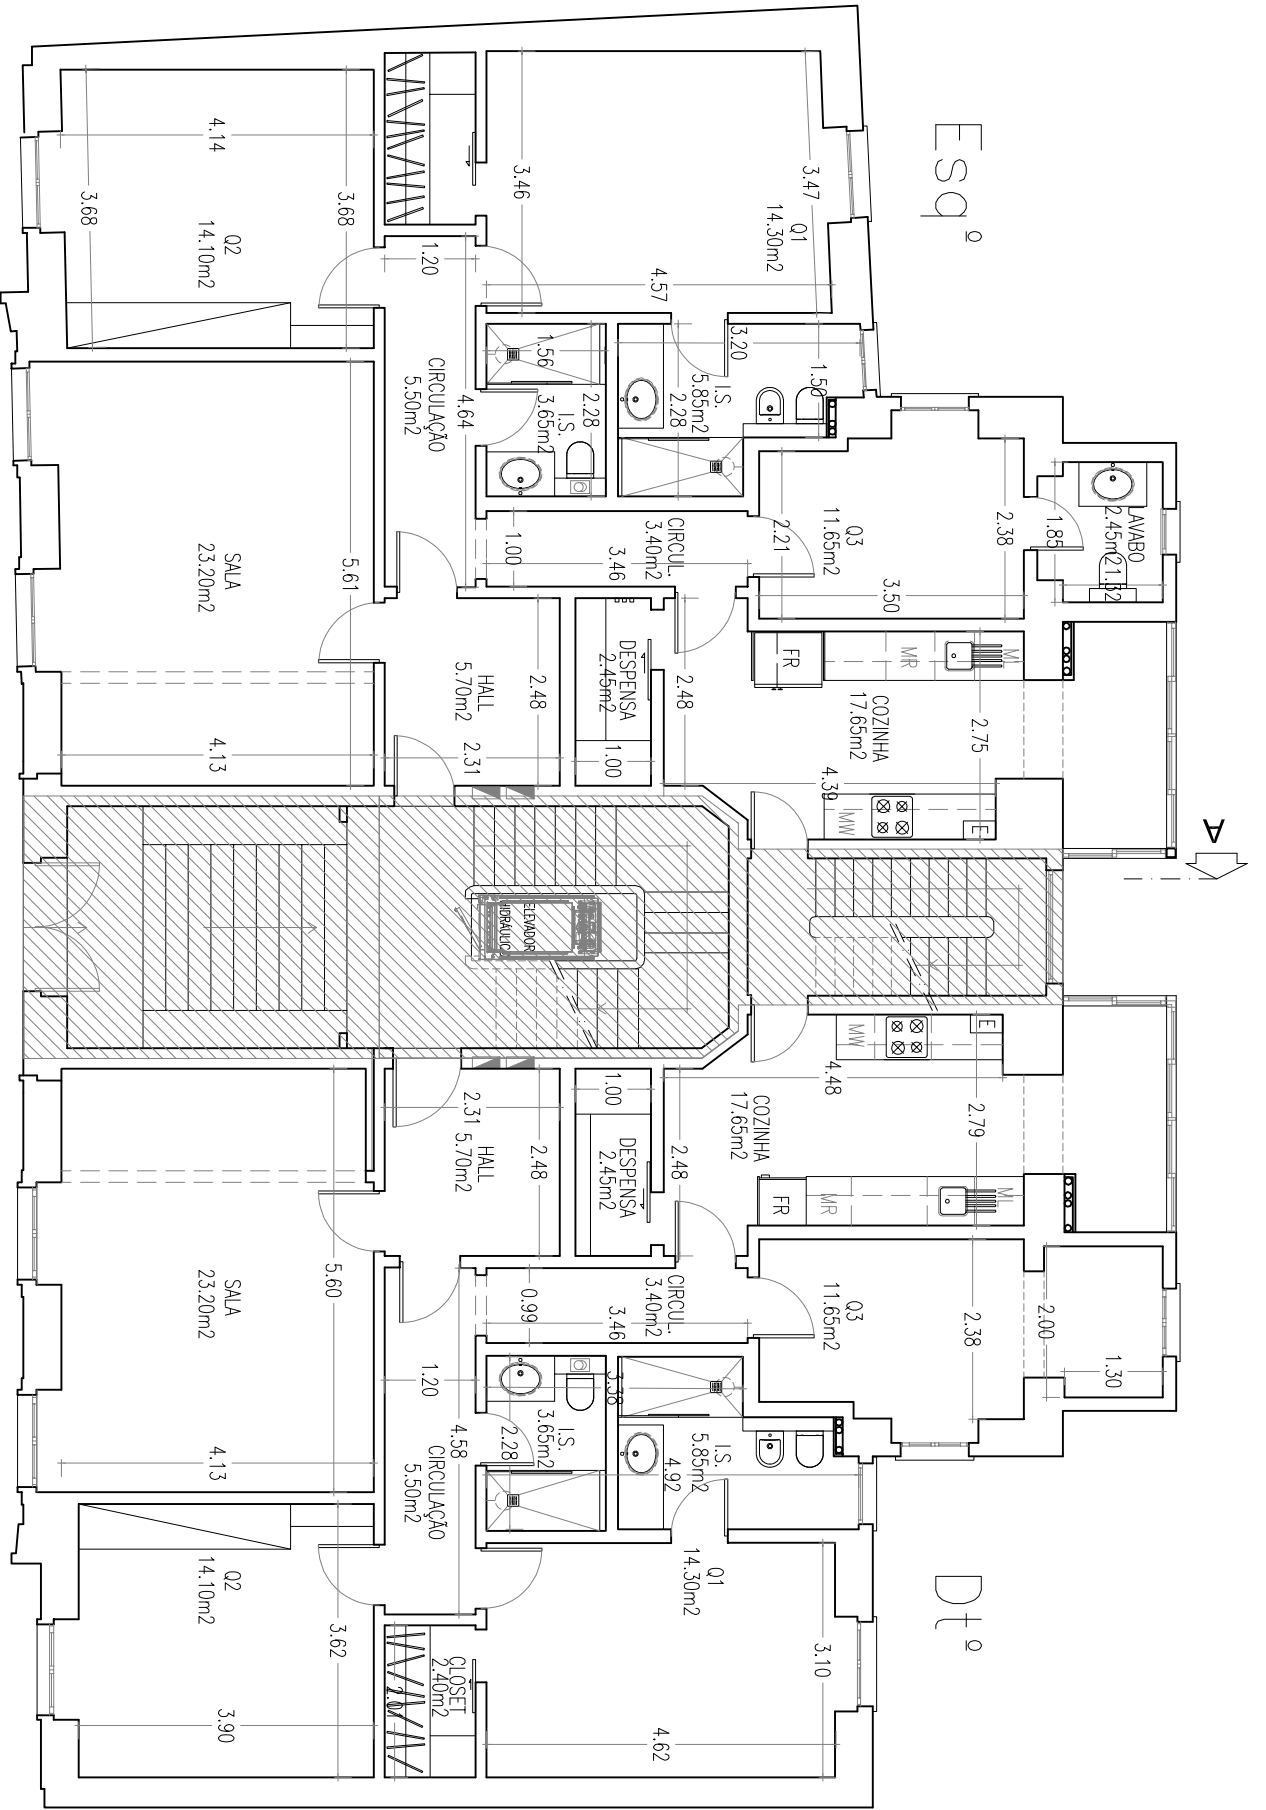 Esqº
4.14
3.68
3.68
Q2
14.10m2
3.46
3.47
Q1
14.30m2
4.57
1.20
1.56
3.20
1.50
I.S.
5.85m2
2.28
I.S.
3.65m2
2.28
CIRCULAÇÃO
5.50m2
4.64
SALA
23.20m2
5.61
4.13
1.00
CIRCUL.
3.40m2
3.46
2.21
Q3
11.65m2
2.38
3.50
1.85
LAVABO
2.45m2
1.32
HALL
5.70m2
2.48
2.31
DESPENSA
2.45m2
1.00
2.48
FR
MR
ML
COZINHA
17.65m2
2.75
4.39
MW
E
A
ELEVADOR
HIDRÁULIC
MW
E
4.48
COZINHA
17.65m2
2.79
FR
MR
ML
1.00
DESPENSA
2.45m2
2.48
2.31
HALL
5.70m2
2.48
SALA
23.20m2
5.60
4.13
0.99
CIRCUL.
3.40m2
3.46
Q3
11.65m2
2.38
2.00
1.30
1.20
3.38
I.S.
3.65m2
2.28
4.58
CIRCULAÇÃO
5.50m2
I.S.
5.85m2
4.92
Q2
14.10m2
3.62
3.90
Q1
14.30m2
3.10
4.62
CLOSET
2.40m2
Dtº